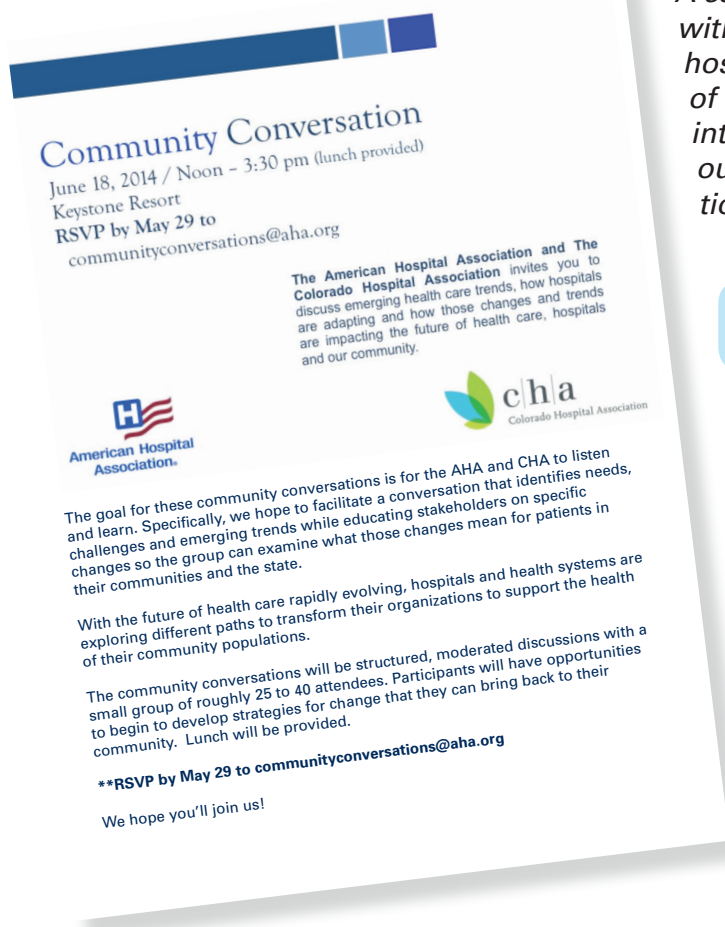 Community Conversation
June 18, 2014 / Noon – 3:30 pm (lunch provided)
Keystone Resort
RSVP by May 29 to
communityconversations@aha.org
The American Hospital Association and The
Colorado Hospital Association invites you to
discuss emerging health care trends, how hospitals
are adapting and how those changes and trends
are impacting the future of health care, hospitals
and our community.
H
American Hospital
Association®
c|h|a
Colorado Hospital Association
The goal for these community conversations is for the AHA and CHA to listen
and learn. Specifically, we hope to facilitate a conversation that identifies needs,
challenges and emerging trends while educating stakeholders on specific
changes so the group can examine what those changes mean for patients in
their communities and the state.
With the future of health care rapidly evolving, hospitals and health systems are
exploring different paths to transform their organizations to support the health
of their community populations.
The community conversations will be structured, moderated discussions with a
small group of roughly 25 to 40 attendees. Participants will have opportunities
to begin to develop strategies for change that they can bring back to their
community. Lunch will be provided.
**RSVP by May 29 to communityconversations@aha.org
We hope you'll join us!
with
of